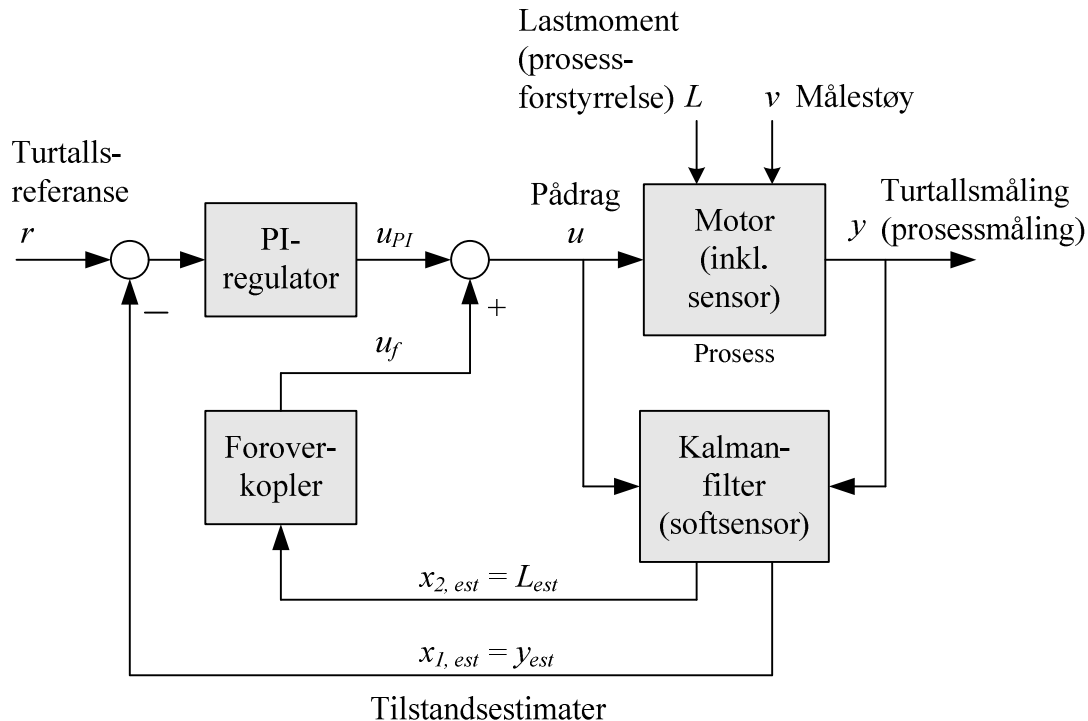 Lastmoment
(prosess-
forstyrrelse) L
v Målestøy
Turtalls-
referanse
r
PI-
regulator
u_PI
Pådrag
u
Motor
(inkl.
sensor)
Prosess
y
Turtallsmåling
(prosessmåling)
−
+
u_f
Forover-
kopler
Kalman-
filter
(softsensor)
x_2, est = L_est
x_1, est = y_est
Tilstandsestimater